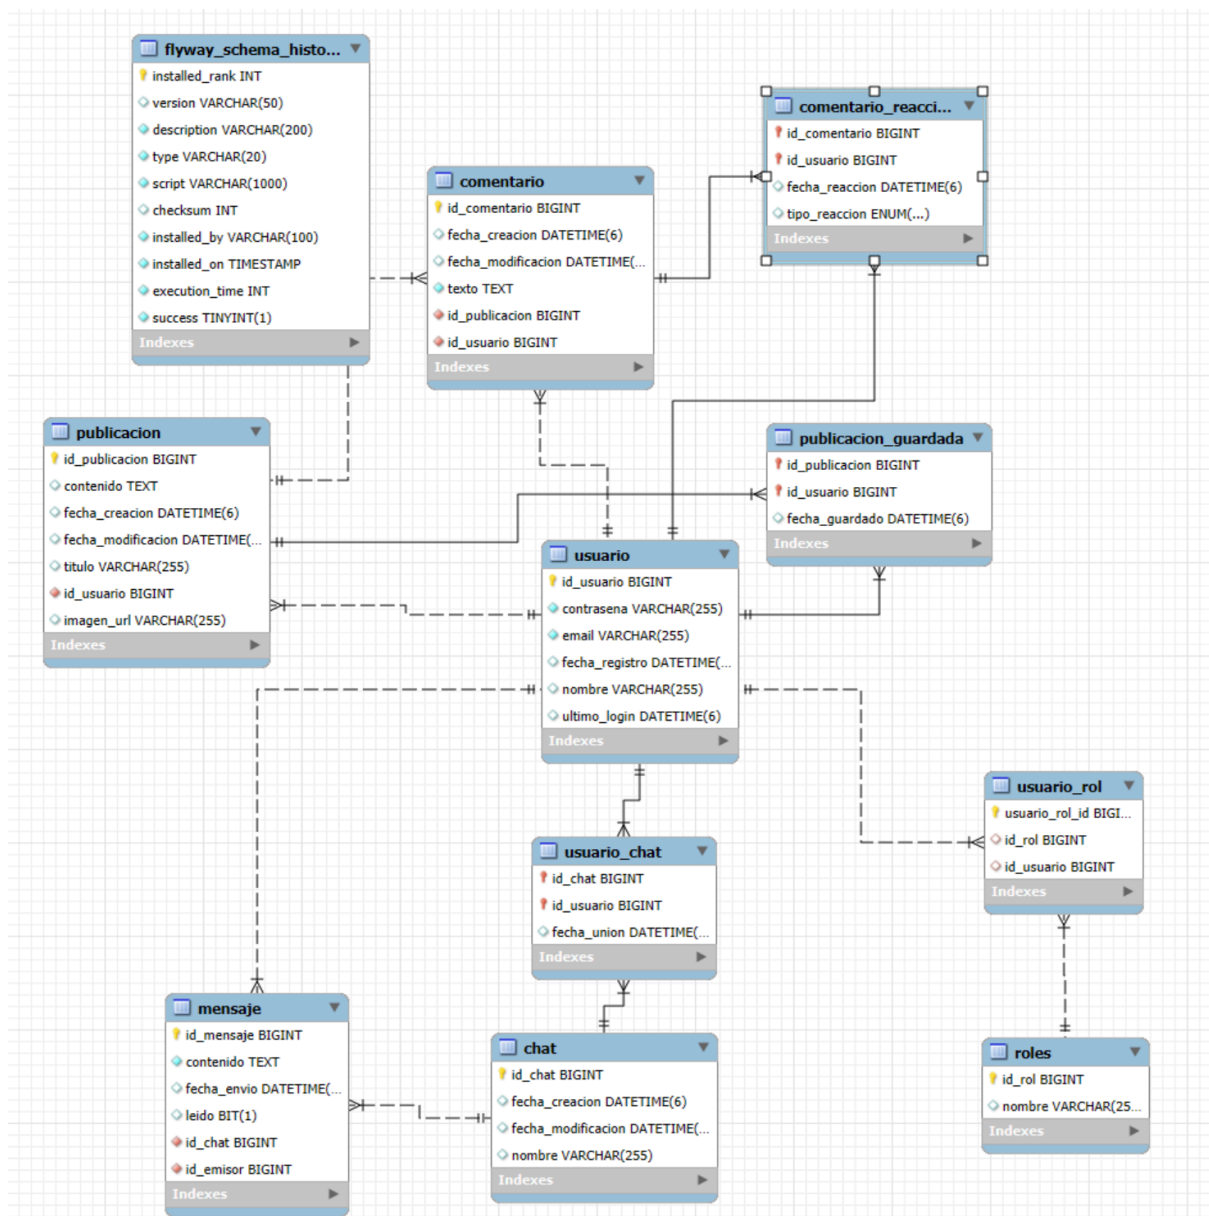 flyway_schema_histo...
installed_rank INT
version VARCHAR(50)
description VARCHAR(200)
type VARCHAR(20)
script VARCHAR(1000)
checksum INT
installed_by VARCHAR(100)
installed_on TIMESTAMP
execution_time INT
success TINYINT(1)
Indexes
comentario
id_comentario BIGINT
fecha_creacion DATETIME(6)
fecha_modificacion DATETIME(...
texto TEXT
id_publicacion BIGINT
id_usuario BIGINT
Indexes
comentario_reacci...
id_comentario BIGINT
id_usuario BIGINT
fecha_reaccion DATETIME(6)
tipo_reaccion ENUM(...)
Indexes
publicacion
id_publicacion BIGINT
contenido TEXT
fecha_creacion DATETIME(6)
fecha_modificacion DATETIME(...
titulo VARCHAR(255)
id_usuario BIGINT
imagen_url VARCHAR(255)
Indexes
publicacion_guardada
id_publicacion BIGINT
id_usuario BIGINT
fecha_guardado DATETIME(6)
Indexes
usuario
id_usuario BIGINT
contrasena VARCHAR(255)
email VARCHAR(255)
fecha_registro DATETIME(...
nombre VARCHAR(255)
ultimo_login DATETIME(6)
Indexes
usuario_rol
usuario_rol_id BIGI...
id_rol BIGINT
id_usuario BIGINT
Indexes
usuario_chat
id_chat BIGINT
id_usuario BIGINT
fecha_union DATETIME(...
Indexes
mensaje
id_mensaje BIGINT
contenido TEXT
fecha_envio DATETIME(...
leido BIT(1)
id_chat BIGINT
id_emisor BIGINT
Indexes
chat
id_chat BIGINT
fecha_creacion DATETIME(6)
fecha_modificacion DATETIME(...
nombre VARCHAR(255)
Indexes
roles
id_rol BIGINT
nombre VARCHAR(25...
Indexes